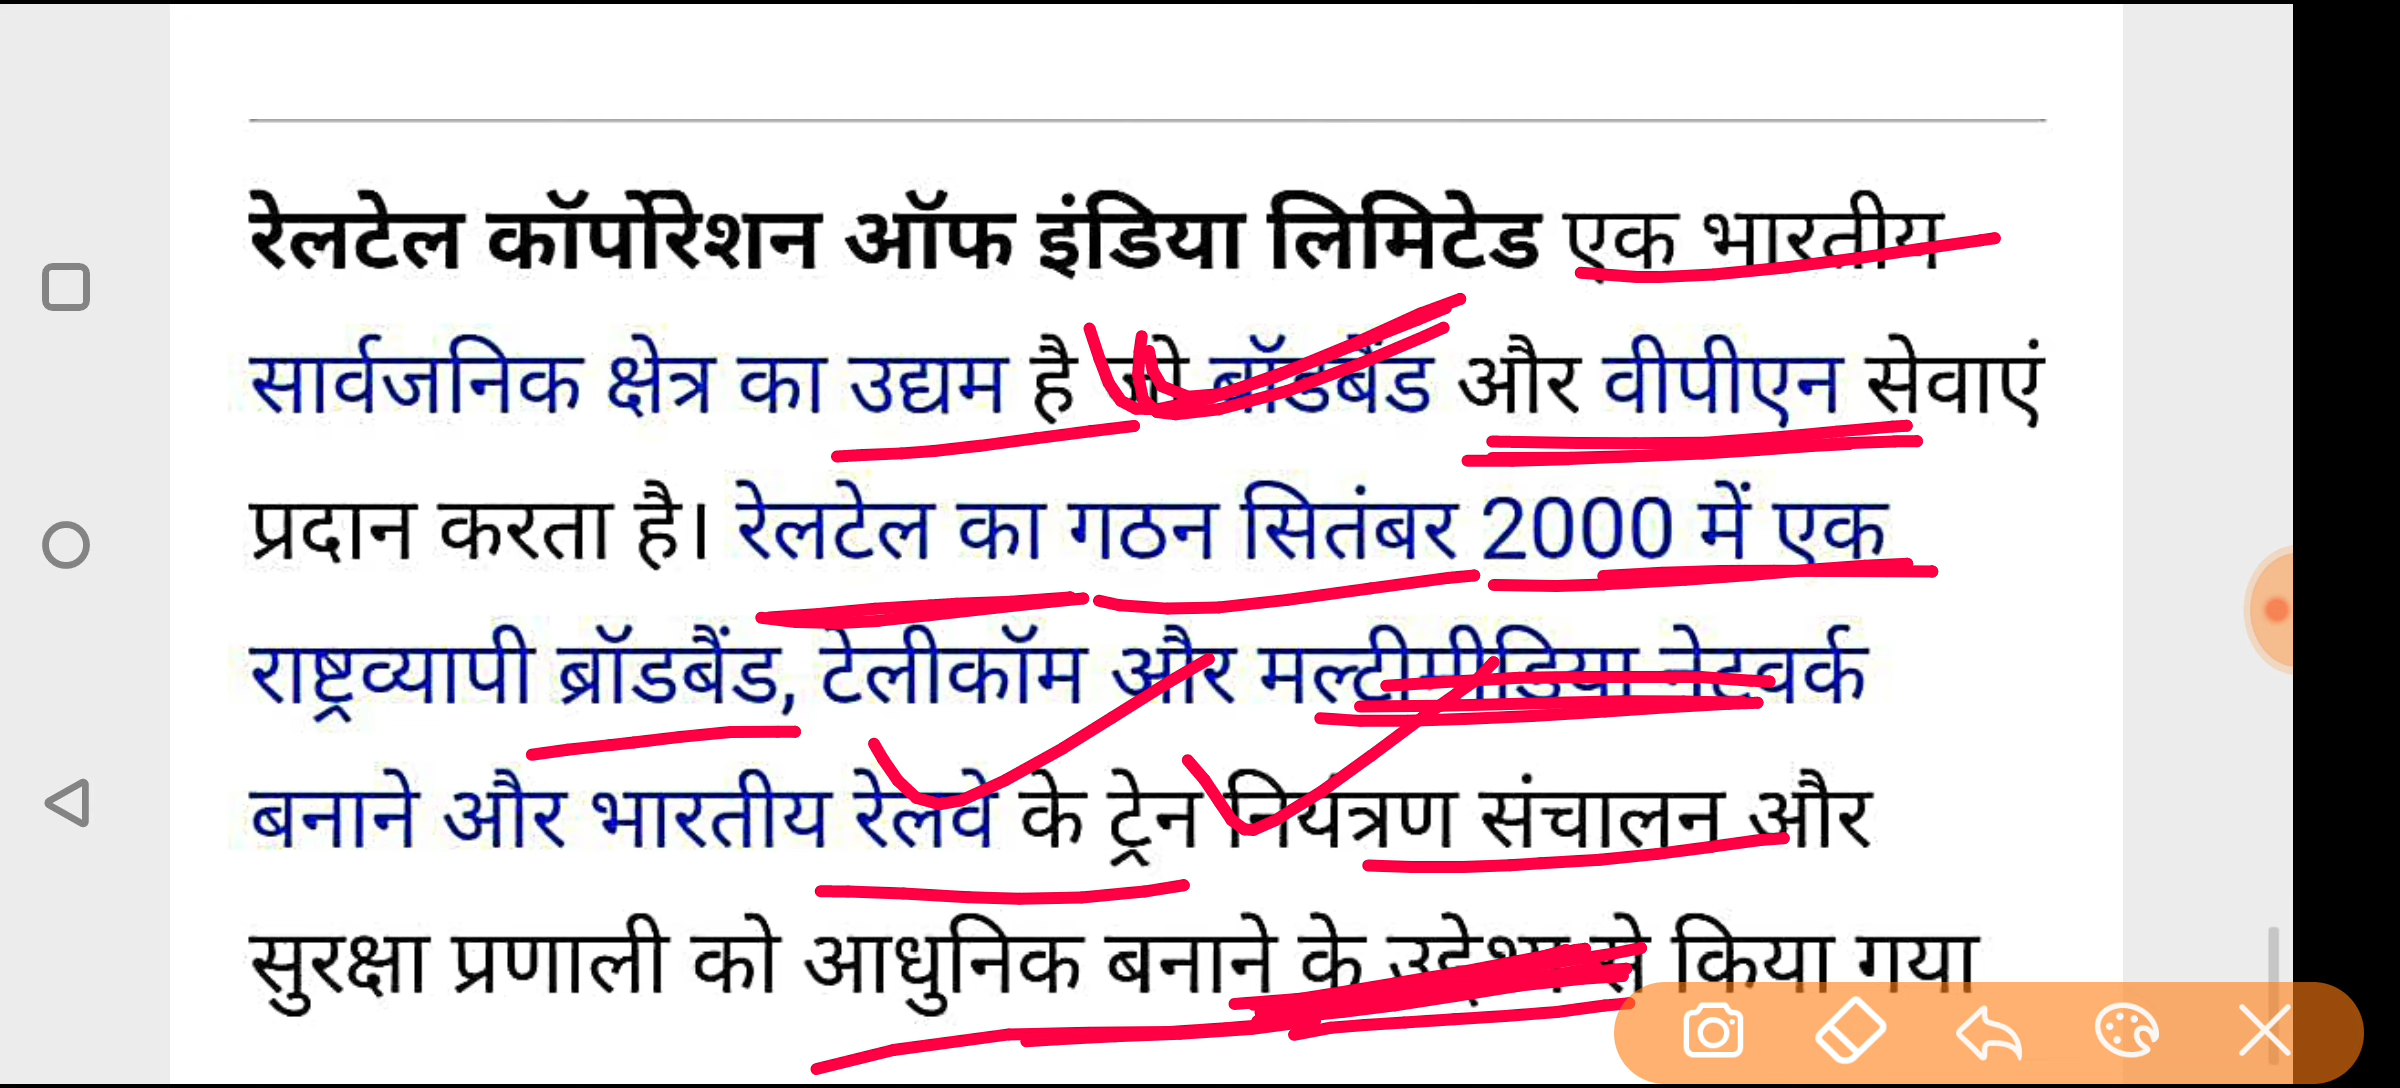 रेलटेल कॉर्पोरेशन ऑफ इंडिया लिमिटेड एक भारतीय
सार्वजनिक क्षेत्र का उद्यम है जो बॉडबैंड और वीपीएन सेवाएं
प्रदान करता है। रेलटेल का गठन सितंबर 2000 में एक
राष्ट्रव्यापी ब्रॉडबैंड, टेलीकॉम और मल्टीमीडिया नेटवर्क
बनाने और भारतीय रेलवे के ट्रेन नियंत्रण संचालन और
सुरक्षा प्रणाली को आधुनिक बनाने के उद्देश्य से किया गया